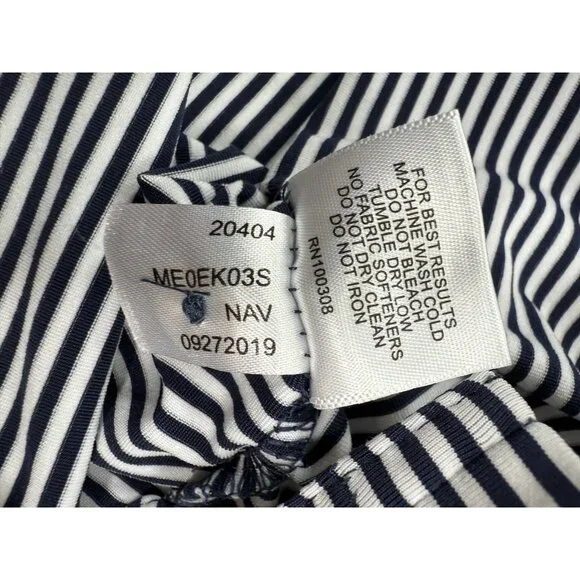 20404
ME0EK03S
NAV
09272019
FOR BEST RESULTS
MACHINE WASH COLD
DO NOT BLEACH
TUMBLE DRY LOW
NO FABRIC SOFTENERS
DO NOT DRY CLEAN
DO NOT IRON
RN100308